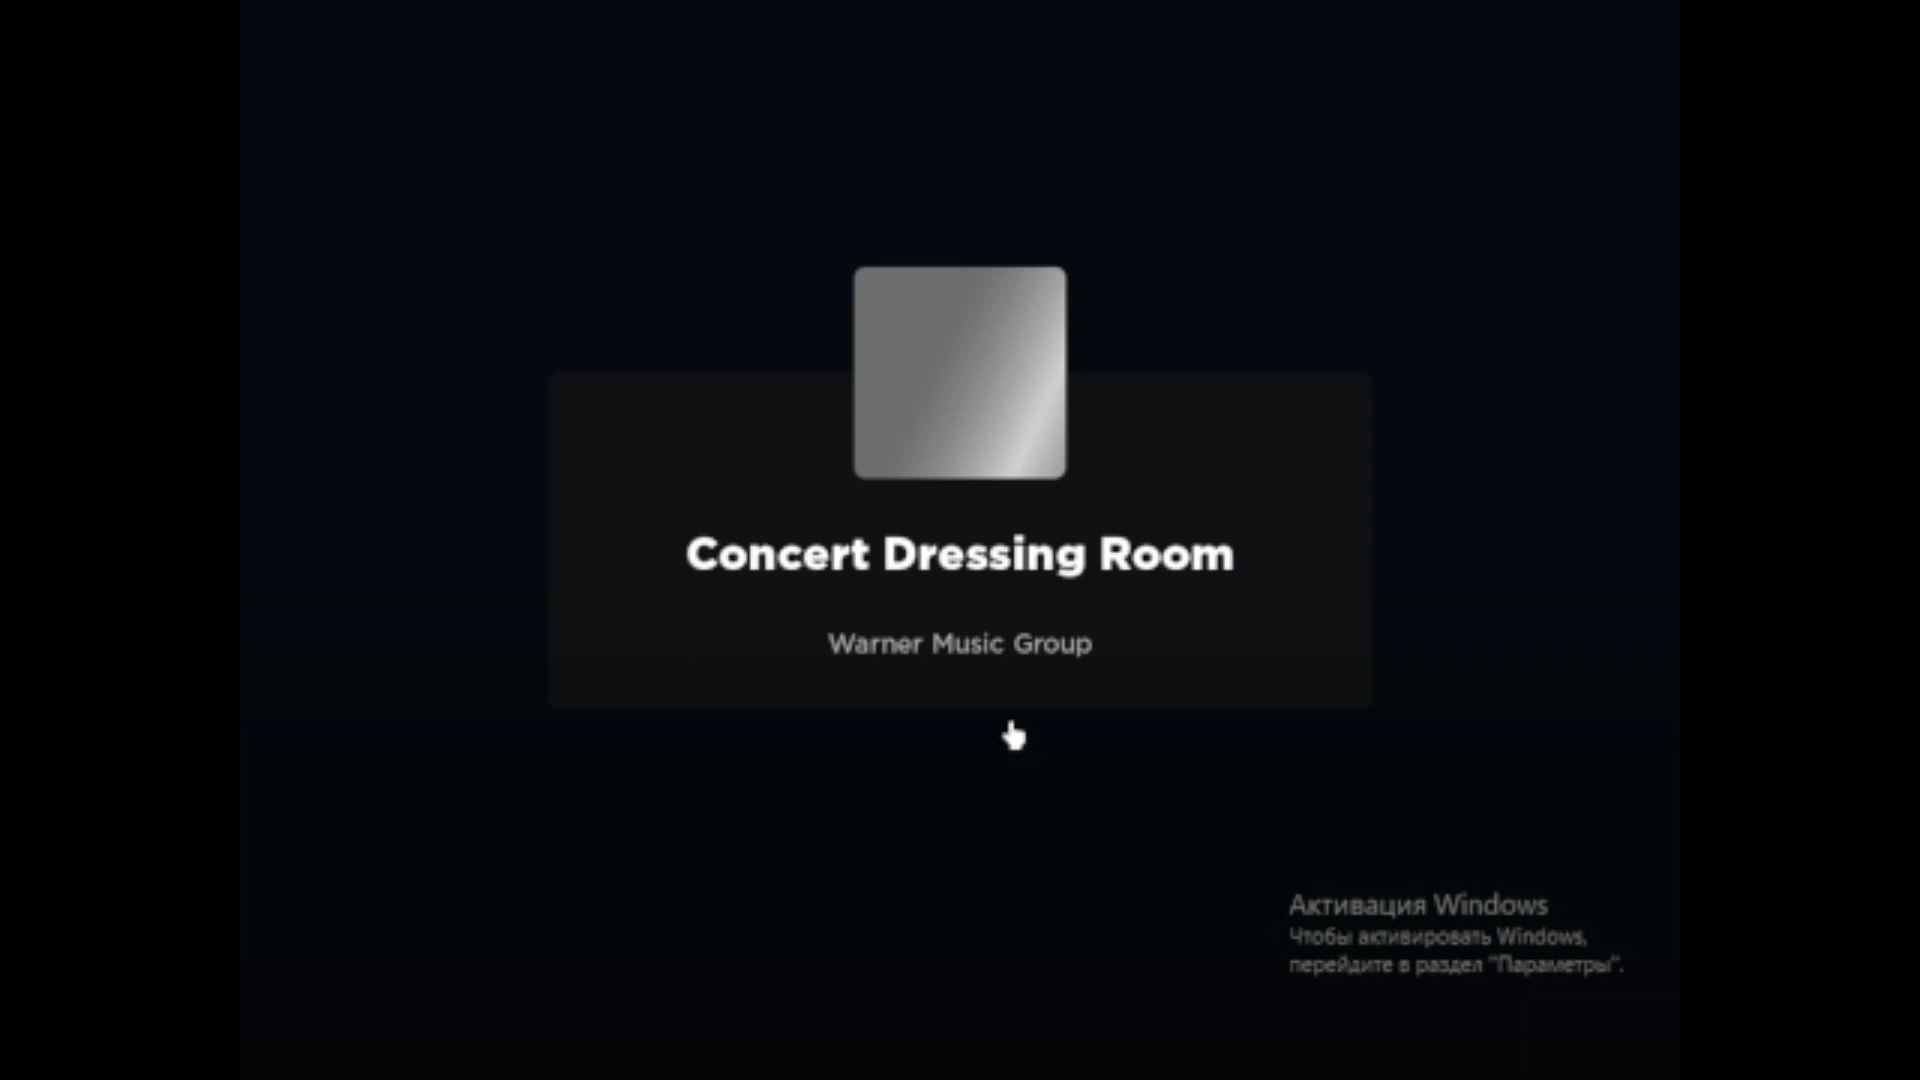 Concert Dressing Room
Warner Music Group
Активация Windows
Чтобы активировать Windows,
перейдите в раздел "Параметры".